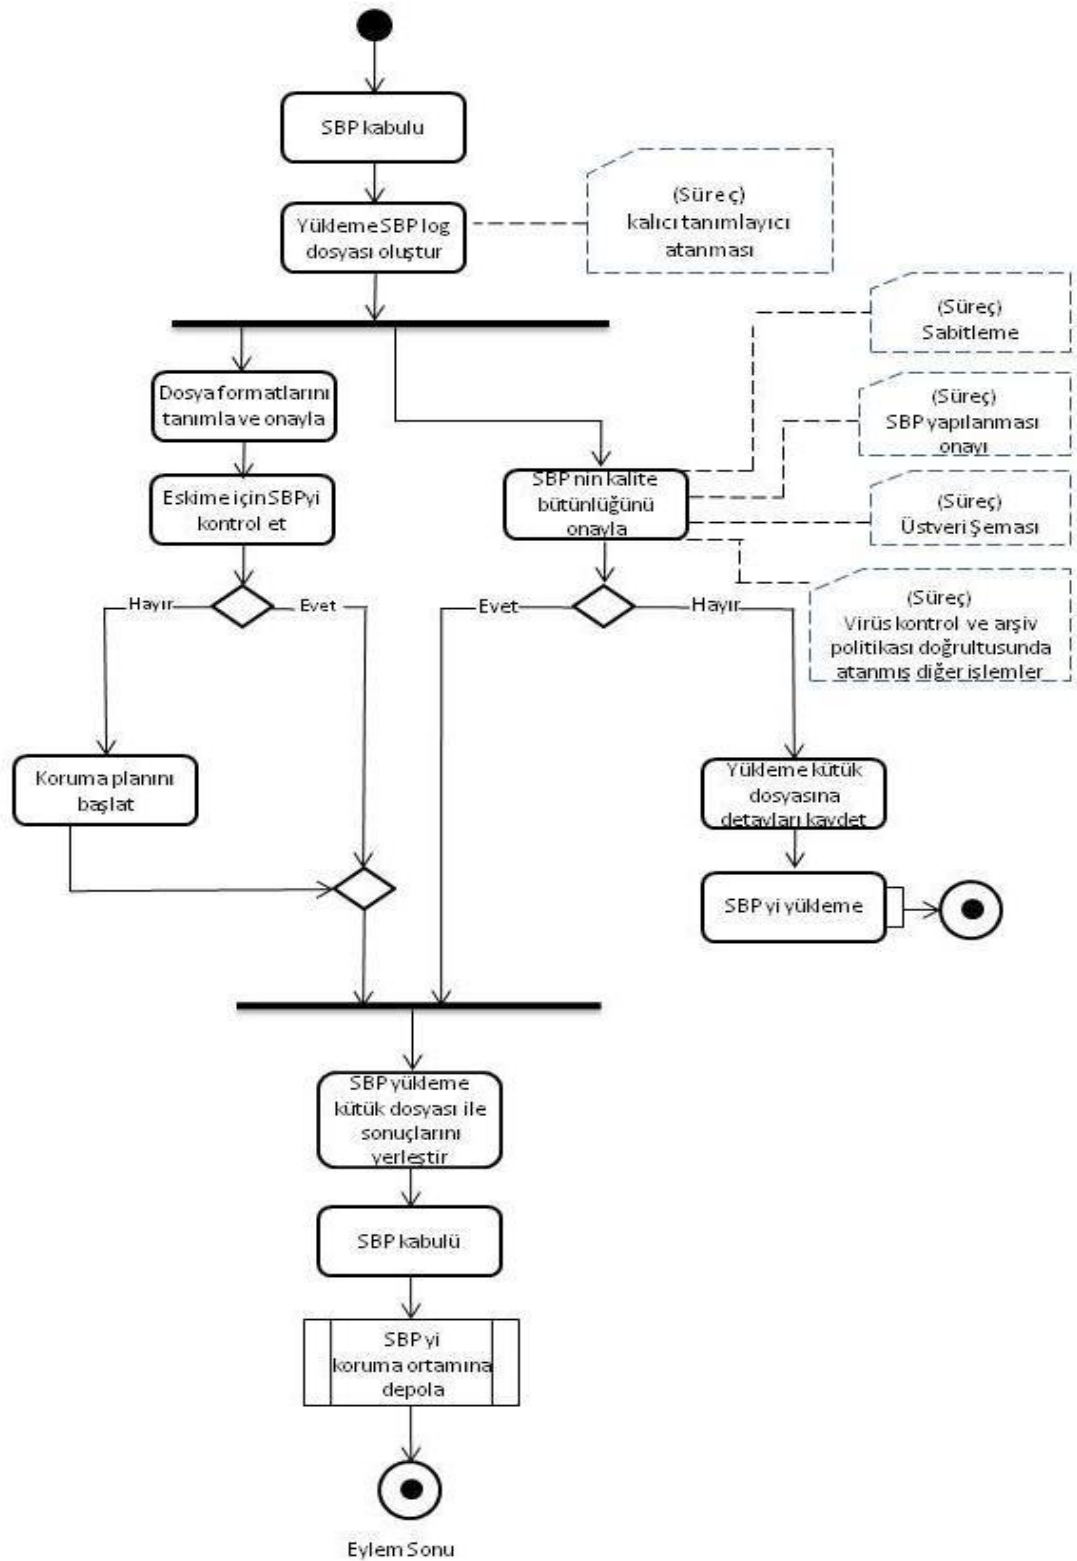 SBP kabulu
Yükleme SBP log
dosyası oluştur
(Süreç)
kalıcı tanımlayıcı
atanması
(Süreç)
Sabitleme
Dosya formatlarını
tanımla ve onayla
(Süreç)
SBP yapılanması
onayı
Eskime için SBPyi
kontrol et
SBP nin kalite
bütünlüğünü
onayla
(Süreç)
Üstveri Şeması
(Süreç)
Virüs kontrol ve arşiv
politikası doğrultusunda
atanmış diğer işlemler
Hayır
Evet
Evet
Hayır
Koruma planını
başlat
Yükleme kütük
dosyasına
detayları kaydet
SBP yi yükleme
SBP yükleme
kütük dosyası ile
sonuçlarını
yerleştir
SBP kabülü
SBP yi
koruma ortamına
depola
Eylem Sonu